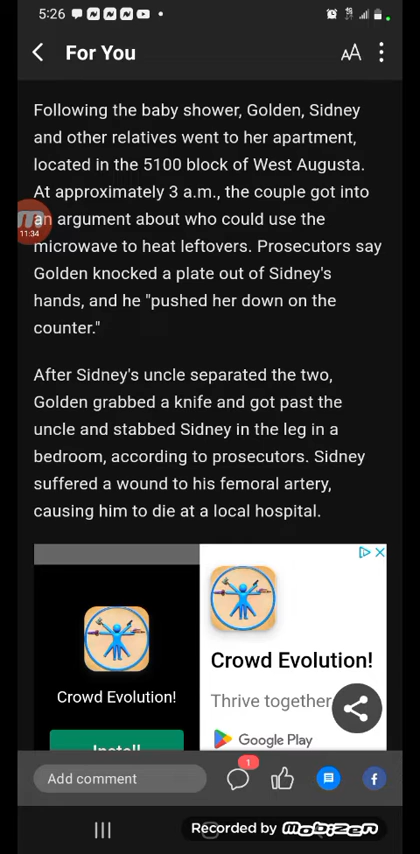 5:26
For You
AA
Following the baby shower, Golden, Sidney
and other relatives went to her apartment,
located in the 5100 block of West Augusta.
At approximately 3 a.m., the couple got into
an argument about who could use the
11:34
microwave to heat leftovers. Prosecutors say
Golden knocked a plate out of Sidney's
hands, and he "pushed her down on the
counter."
After Sidney's uncle separated the two,
Golden grabbed a knife and got past the
uncle and stabbed Sidney in the leg in a
bedroom, according to prosecutors. Sidney
suffered a wound to his femoral artery,
causing him to die at a local hospital.
Crowd Evolution!
Install
Crowd Evolution!
Thrive together
Google Play
Add comment
1
Recorded by mobizen